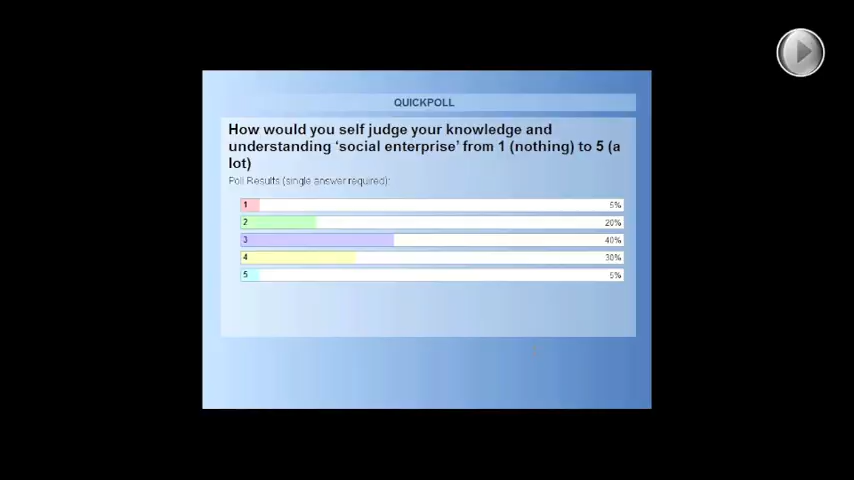 QUICKPOLL
How would you self judge your knowledge and
understanding 'social enterprise' from 1 (nothing) to 5 (a
lot)
Poll Results (single answer required):
1 5%
2 20%
3 40%
4 30%
5 5%